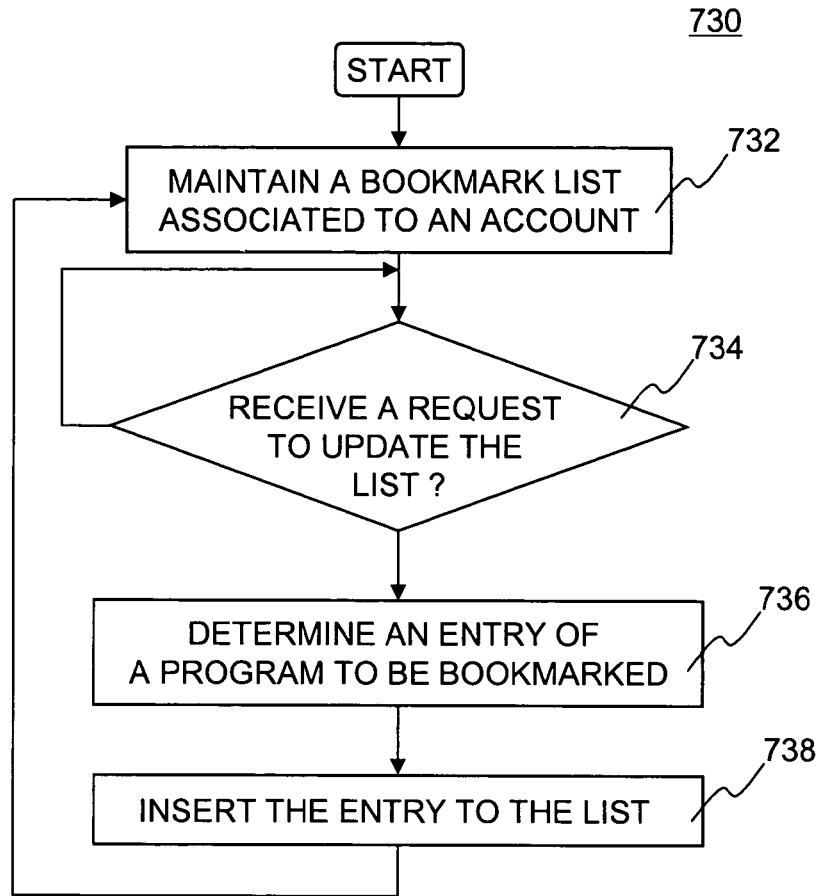 730
START
732
MAINTAIN A BOOKMARK LIST
ASSOCIATED TO AN ACCOUNT
734
RECEIVE A REQUEST
TO UPDATE THE
LIST ?
736
DETERMINE AN ENTRY OF
A PROGRAM TO BE BOOKMARKED
738
INSERT THE ENTRY TO THE LIST